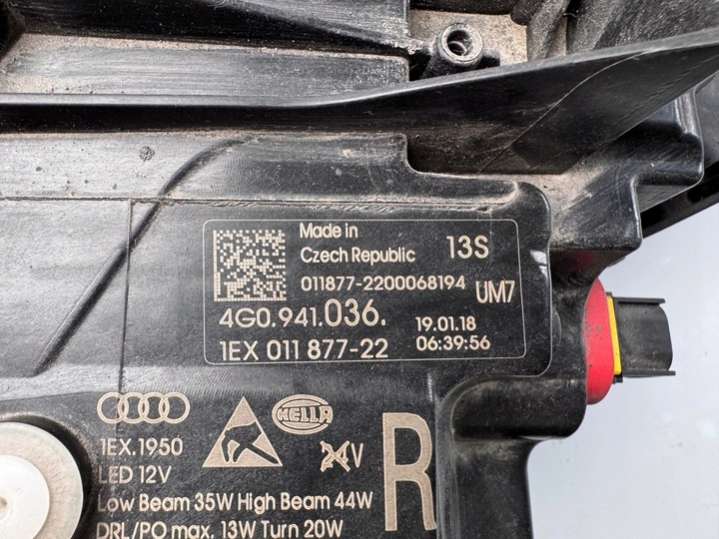 Made in
Czech Republic
13S
011877-2200068194
UM7
4G0.941.036.
19.01.18
1EX 011 877-22
06:39:56
HELLA
1EX.1950
24V
LED 12V
R
Low Beam 35W High Beam 44W
DRL/PO max. 13W Turn 20W